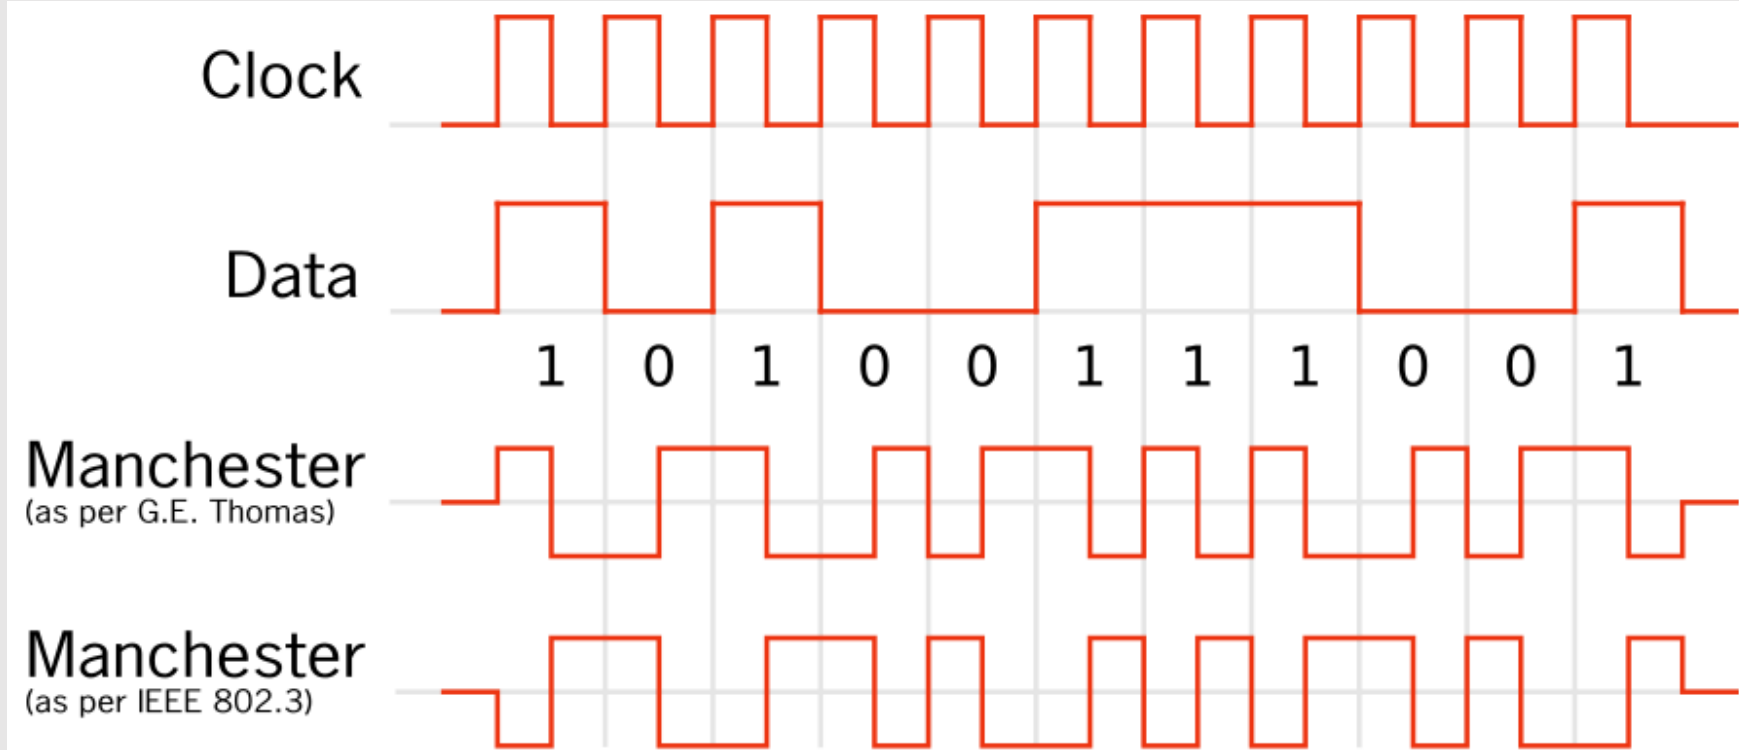 Clock
Data
1 0 1 0 0 1 1 1 0 0 1
Manchester
(as per G.E. Thomas)
Manchester
(as per IEEE 802.3)